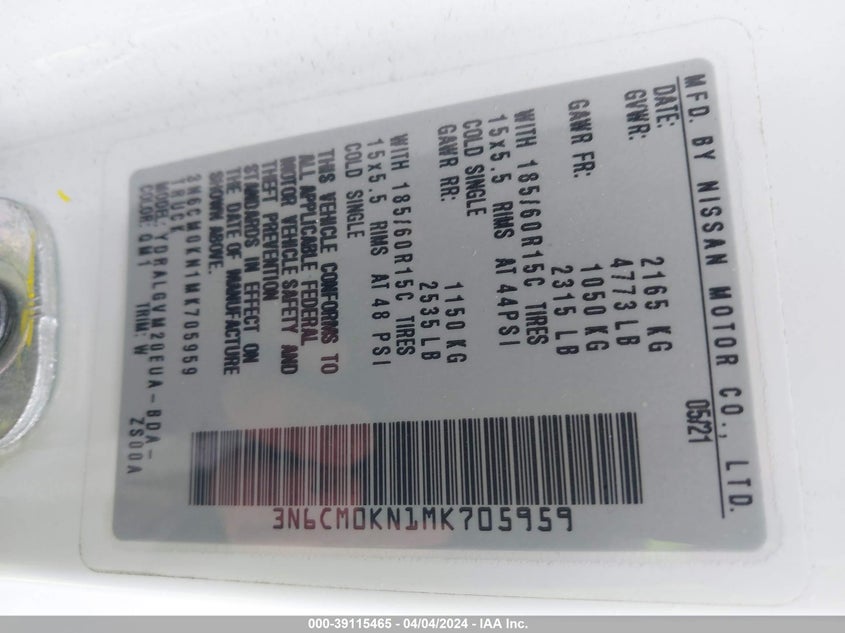 MFD. BY NISSAN MOTOR CO., LTD.
DATE: 05/21
GVWR: 2165 KG
4773 LB
GAWR FR: 1050 KG
2315 LB
WITH 185/60R15C TIRES
15x5.5 RIMS AT 44PSI
COLD SINGLE
GAWR RR: 1150 KG
2535 LB
WITH 185/60R15C TIRES
15x5.5 RIMS AT 48 PSI
COLD SINGLE
THIS VEHICLE CONFORMS TO
ALL APPLICABLE FEDERAL
MOTOR VEHICLE SAFETY AND
THEFT PREVENTION
STANDARDS IN EFFECT ON
THE DATE OF MANUFACTURE
SHOWN ABOVE.
3N6CM0KN1MK705959
TRUCK
MODEL: YDRALGVM20EUA-BDA-
ZS00A
COLOR: QM1 TRIM: W
3N6CM0KN1MK705959
000-39115465 - 04/04/2024 - IAA Inc.